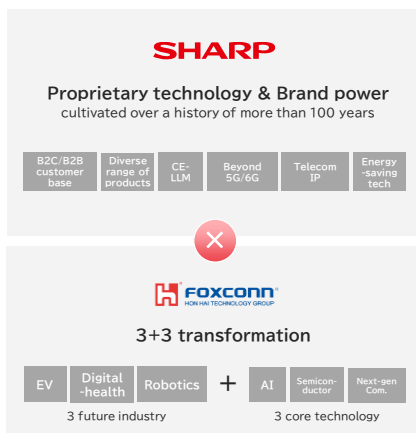 SHARP
Proprietary technology & Brand power
cultivated over a history of more than 100 years
B2C/B2B
customer
base
Diverse
range of
products
CE-
LLM
Beyond
5G/6G
Telecom
IP
Energy
-saving
tech
×
FOXCONN
HON HAI TECHNOLOGY GROUP
3+3 transformation
EV
Digital
-health
Robotics
+
AI
Semicon-
ductor
Next-gen
Com.
3 future industry
3 core technology